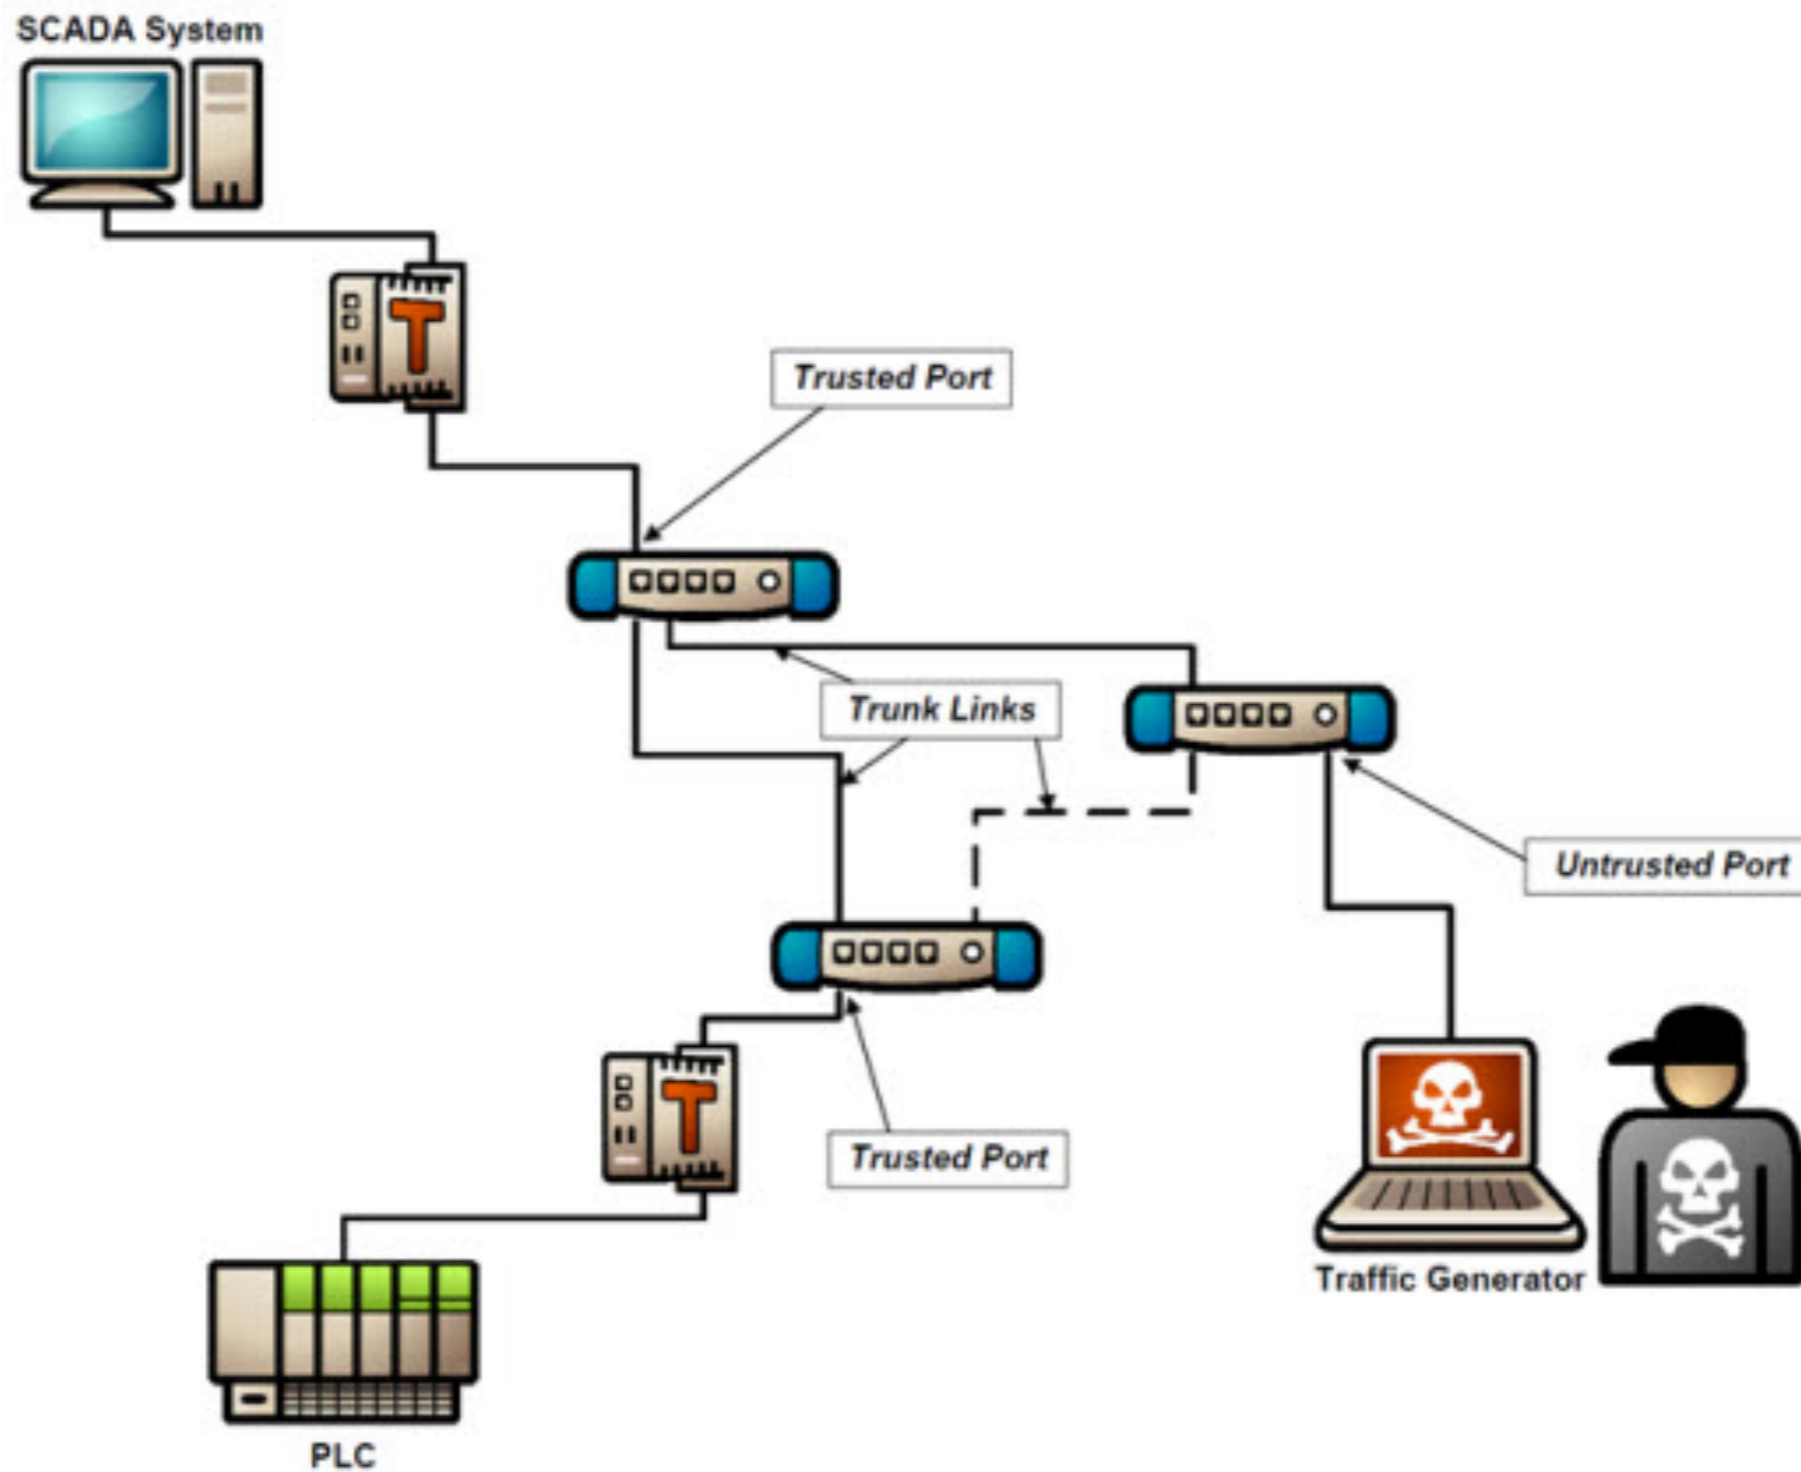 SCADA System
T
Trusted Port
Trunk Links
Untrusted Port
T
Trusted Port
Traffic Generator
PLC